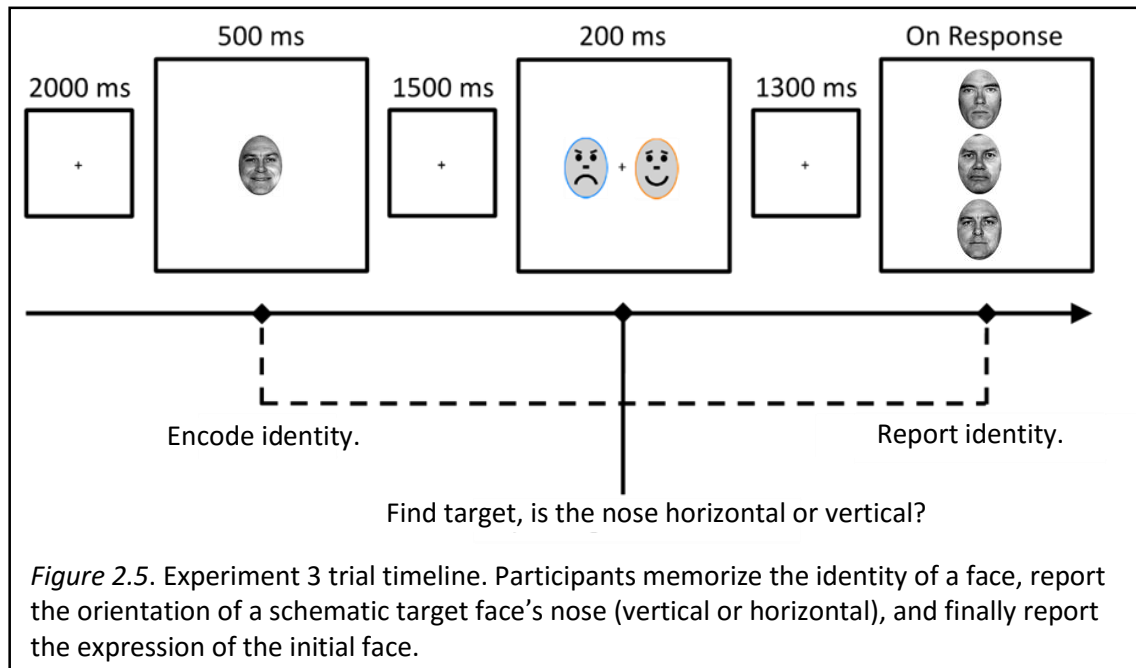 500 ms
200 ms
On Response
2000 ms
1500 ms
1300 ms
Encode identity.
Report identity.
Find target, is the nose horizontal or vertical?
Figure 2.5. Experiment 3 trial timeline. Participants memorize the identity of a face, report
the orientation of a schematic target face’s nose (vertical or horizontal), and finally report
the expression of the initial face.